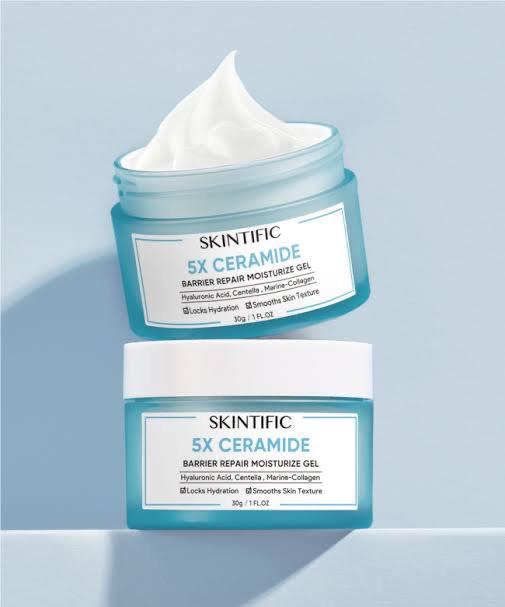 SKINTIFIC
5X CERAMIDE
BARRIER REPAIR MOISTURIZE GEL
Hyaluronic Acid, Centella , Marine-Collagen
☑Locks Hydration ☑Smooths Skin Texture
30g / 1 FL.OZ
SKINTIFIC
5X CERAMIDE
BARRIER REPAIR MOISTURIZE GEL
Hyaluronic Acid, Centella , Marine-Collagen
☑Locks Hydration ☑Smooths Skin Texture
30g / 1 FL.OZ